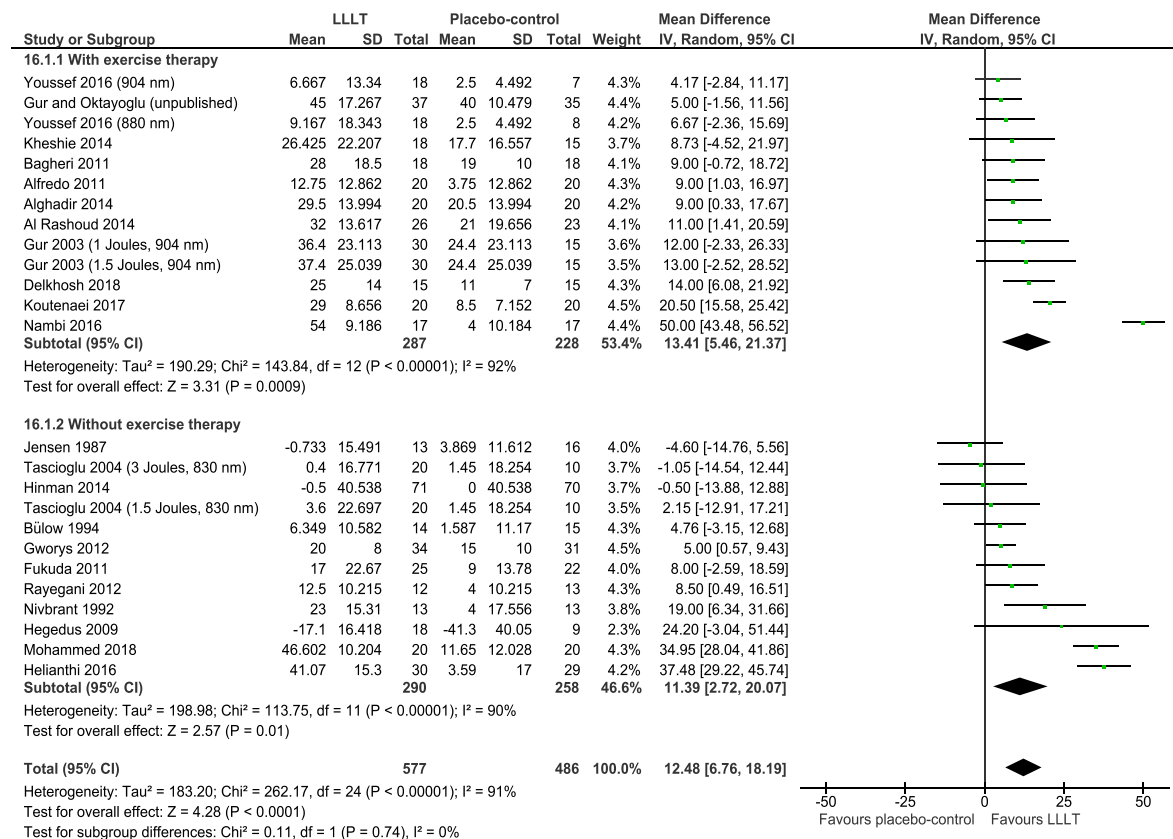 LLLT Placebo-control Mean Difference Mean Difference
Study or Subgroup Mean SD Total Mean SD Total Weight IV, Random, 95% CI IV, Random, 95% CI
16.1.1 With exercise therapy
Youssef 2016 (904 nm) 6.667 13.34 18 2.5 4.492 7 4.3% 4.17 [-2.84, 11.17]
Gur and Oktayoglu (unpublished) 45 17.267 37 40 10.479 35 4.4% 5.00 [-1.56, 11.56]
Youssef 2016 (880 nm) 9.167 18.343 18 2.5 4.492 8 4.2% 6.67 [-2.36, 15.69]
Kheshie 2014 26.425 22.207 18 17.7 16.557 15 3.7% 8.73 [-4.52, 21.97]
Bagheri 2011 28 18.5 18 19 10 18 4.1% 9.00 [-0.72, 18.72]
Alfredo 2011 12.75 12.862 20 3.75 12.862 20 4.3% 9.00 [1.03, 16.97]
Alghadir 2014 29.5 13.994 20 20.5 13.994 20 4.2% 9.00 [0.33, 17.67]
Al Rashoud 2014 32 13.617 26 21 19.656 23 4.1% 11.00 [1.41, 20.59]
Gur 2003 (1 Joules, 904 nm) 36.4 23.113 30 24.4 23.113 15 3.6% 12.00 [-2.33, 26.33]
Gur 2003 (1.5 Joules, 904 nm) 37.4 25.039 30 24.4 25.039 15 3.5% 13.00 [-2.52, 28.52]
Delkhosh 2018 25 14 15 11 7 15 4.3% 14.00 [6.08, 21.92]
Koutenaei 2017 29 8.656 20 8.5 7.152 20 4.5% 20.50 [15.58, 25.42]
Nambi 2016 54 9.186 17 4 10.184 17 4.4% 50.00 [43.48, 56.52]
Subtotal (95% CI) 287 228 53.4% 13.41 [5.46, 21.37]
Heterogeneity: Tau² = 190.29; Chi² = 143.84, df = 12 (P < 0.00001); I² = 92%
Test for overall effect: Z = 3.31 (P = 0.0009)
16.1.2 Without exercise therapy
Jensen 1987 -0.733 15.491 13 3.869 11.612 16 4.0% -4.60 [-14.76, 5.56]
Tascioglu 2004 (3 Joules, 830 nm) 0.4 16.771 20 1.45 18.254 10 3.7% -1.05 [-14.54, 12.44]
Hinman 2014 -0.5 40.538 71 0 40.538 70 3.7% -0.50 [-13.88, 12.88]
Tascioglu 2004 (1.5 Joules, 830 nm) 3.6 22.697 20 1.45 18.254 10 3.5% 2.15 [-12.91, 17.21]
Bülow 1994 6.349 10.582 14 1.587 11.17 15 4.3% 4.76 [-3.15, 12.68]
Gworys 2012 20 8 34 15 10 31 4.5% 5.00 [0.57, 9.43]
Fukuda 2011 17 22.67 25 9 13.78 22 4.0% 8.00 [-2.59, 18.59]
Rayegani 2012 12.5 10.215 12 4 10.215 13 4.3% 8.50 [0.49, 16.51]
Nivbrant 1992 23 15.31 13 4 17.556 13 3.8% 19.00 [6.34, 31.66]
Hegedus 2009 -17.1 16.418 18 -41.3 40.05 9 2.3% 24.20 [-3.04, 51.44]
Mohammed 2018 46.602 10.204 20 11.65 12.028 20 4.4% 34.95 [28.04, 41.86]
Helianthi 2016 41.07 15.3 30 3.59 17 29 4.2% 37.48 [29.22, 45.74]
Subtotal (95% CI) 290 258 46.6% 11.39 [2.72, 20.07]
Heterogeneity: Tau² = 198.98; Chi² = 113.75, df = 11 (P < 0.00001); I² = 90%
Test for overall effect: Z = 2.57 (P = 0.01)
Total (95% CI) 577 486 100.0% 12.48 [6.76, 18.19]
Heterogeneity: Tau² = 183.20; Chi² = 262.17, df = 24 (P < 0.00001); I² = 91%
Test for overall effect: Z = 4.28 (P < 0.0001)
Test for subgroup differences: Chi² = 0.11, df = 1 (P = 0.74), I² = 0%
-50 -25 0 25 50
Favours placebo-control Favours LLLT